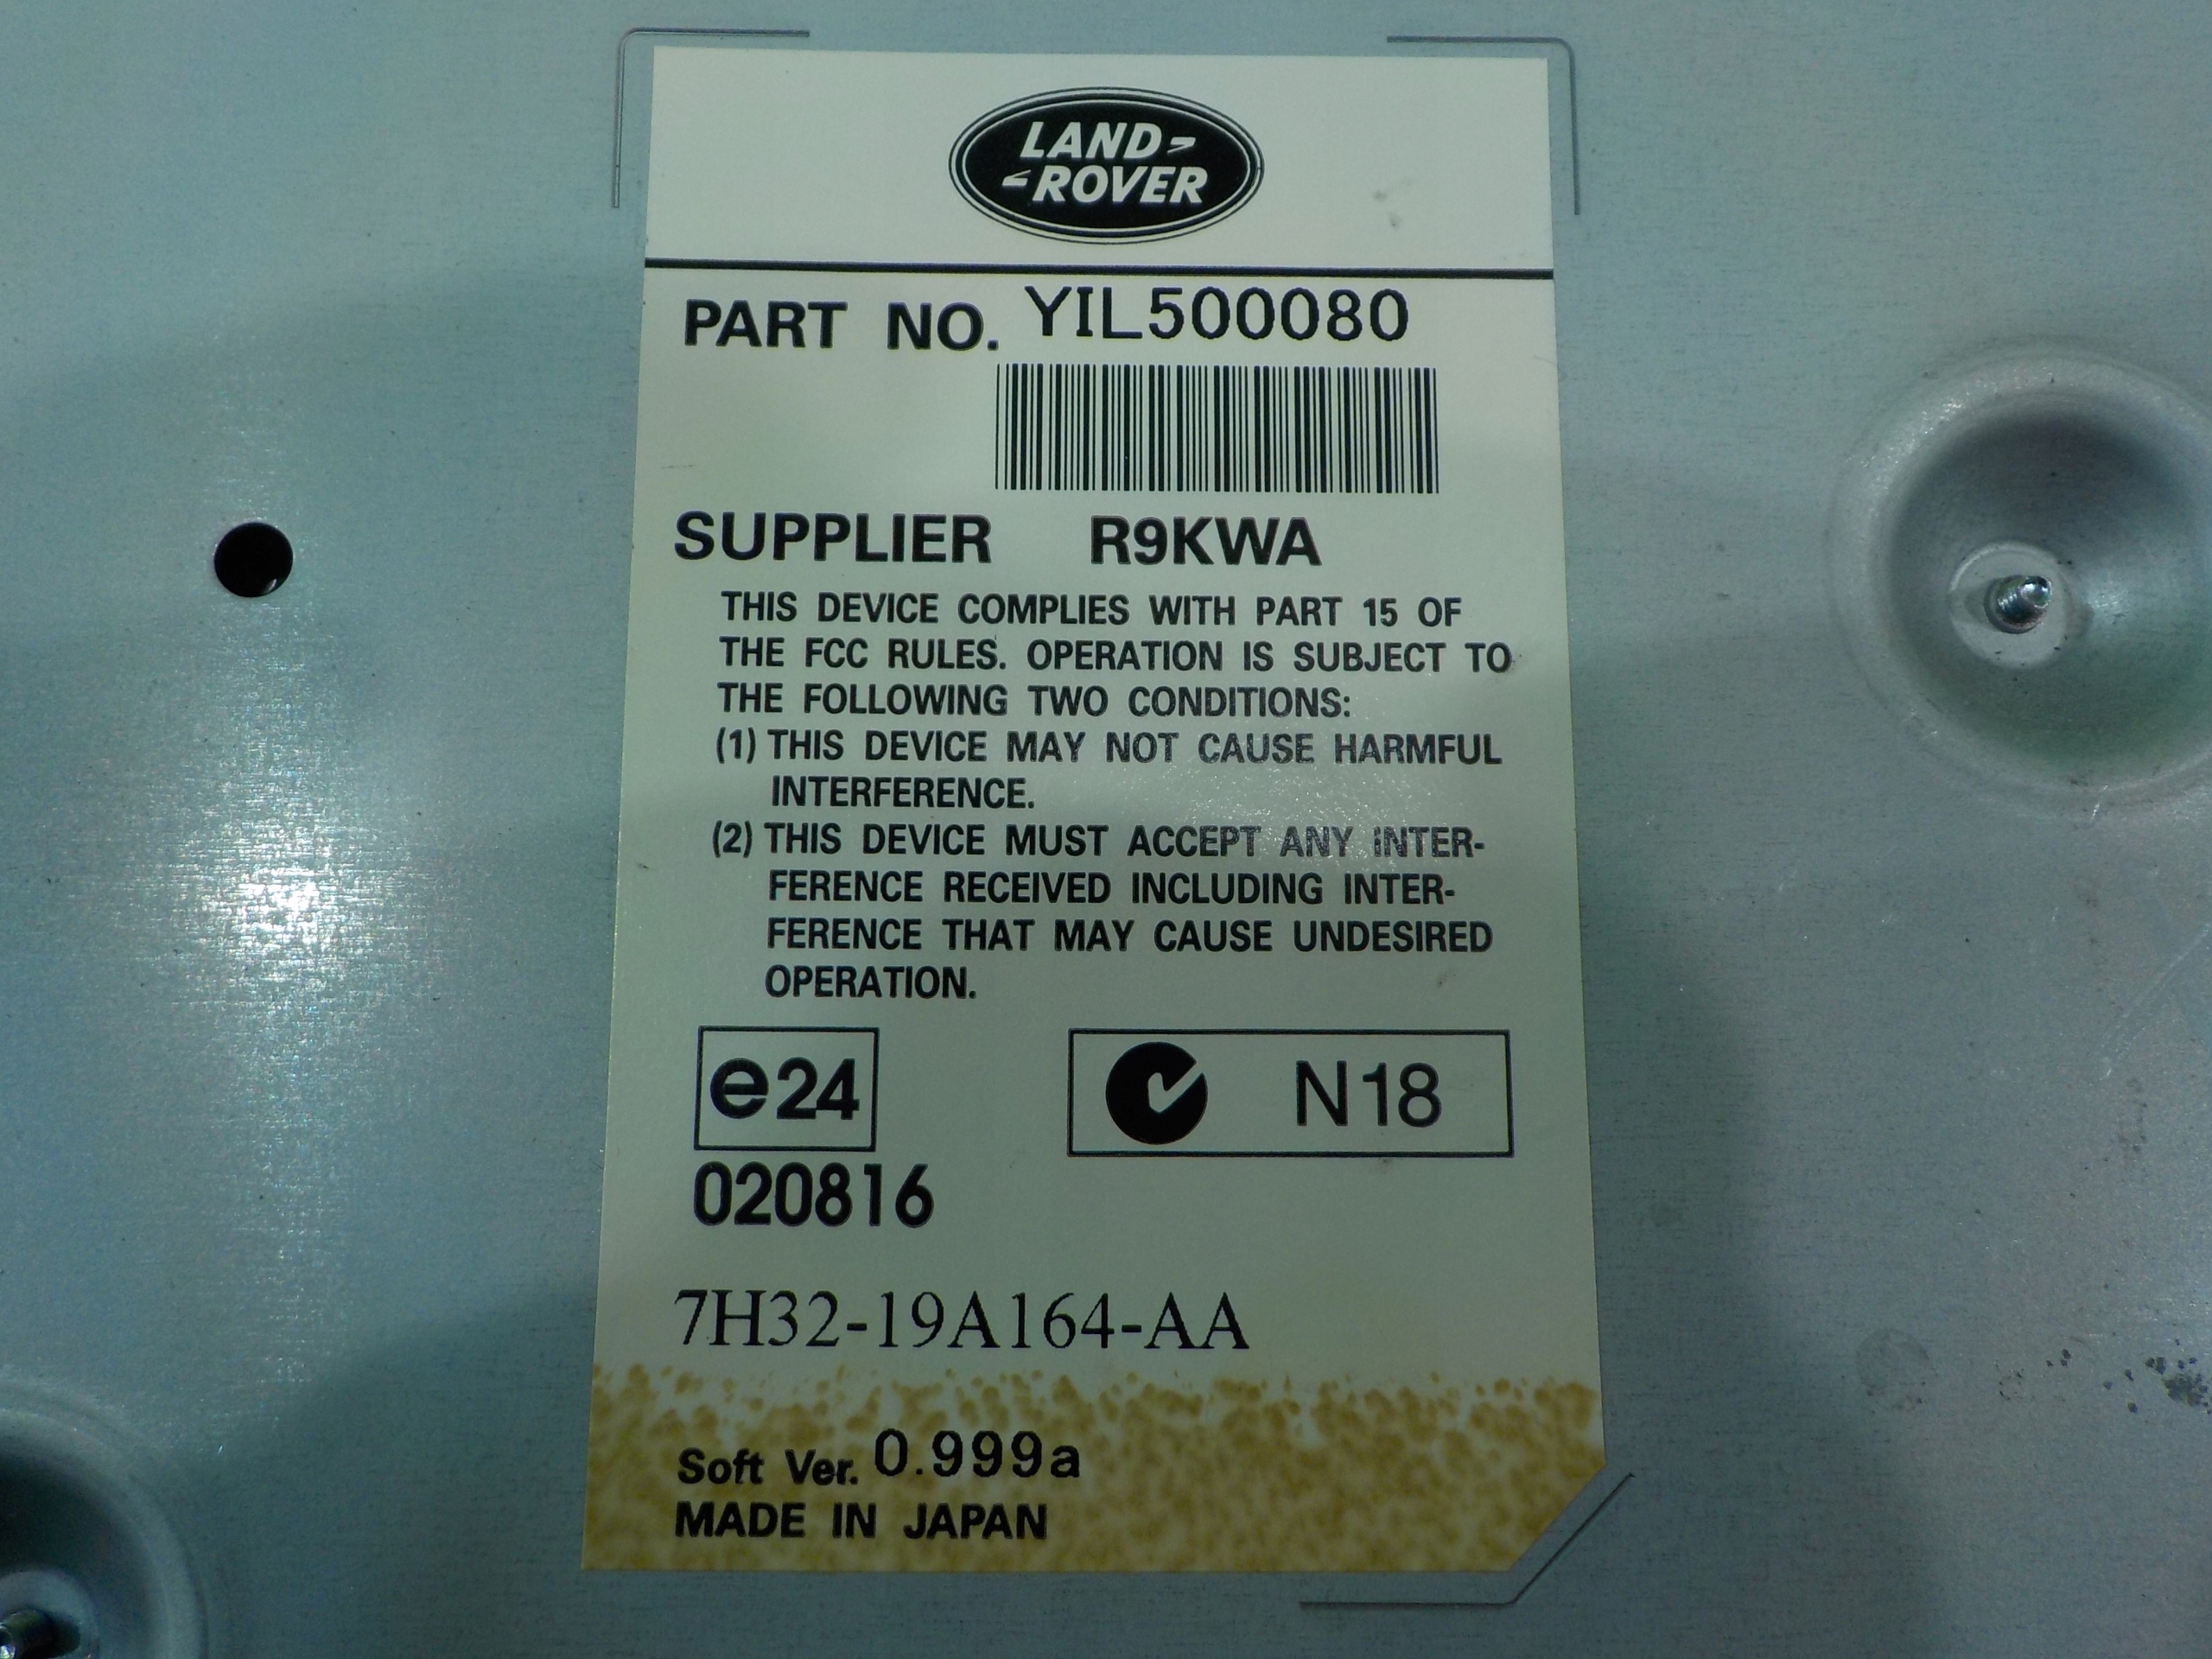 LAND-
-ROVER
PART NO. YIL500080
SUPPLIER R9KWA
THIS DEVICE COMPLIES WITH PART 15 OF
THE FCC RULES. OPERATION IS SUBJECT TO
THE FOLLOWING TWO CONDITIONS:
(1) THIS DEVICE MAY NOT CAUSE HARMFUL
INTERFERENCE.
(2) THIS DEVICE MUST ACCEPT ANY INTER-
FERENCE RECEIVED INCLUDING INTER-
FERENCE THAT MAY CAUSE UNDESIRED
OPERATION.
e24
N18
020816
7H32-19A164-AA
Soft Ver. 0.999a
MADE IN JAPAN